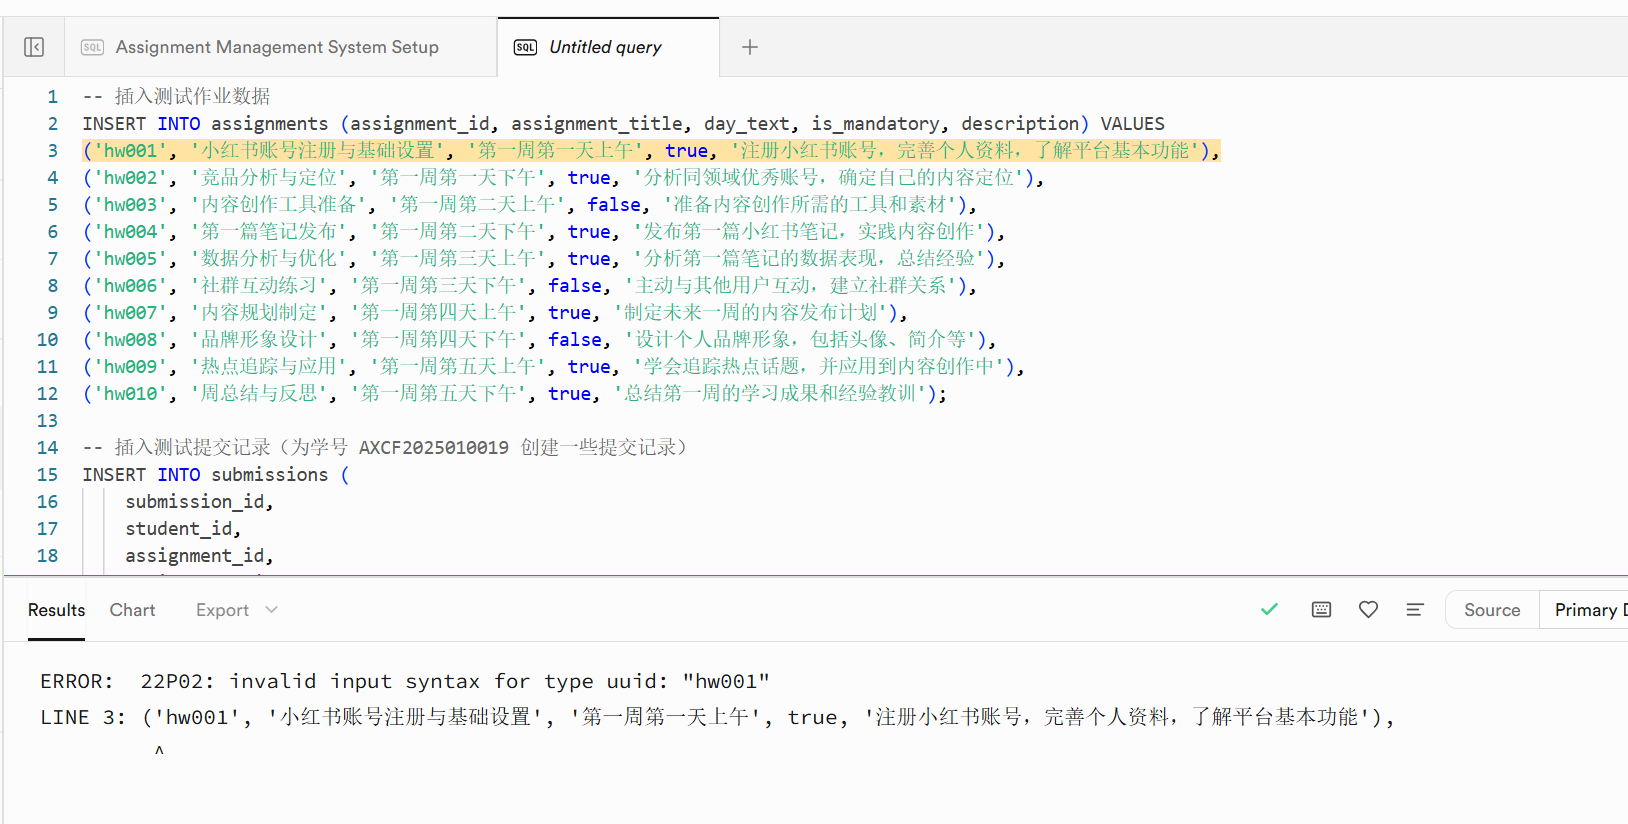 SQL Assignment Management System Setup SQL Untitled query +
1 -- 插入测试作业数据
2 INSERT INTO assignments (assignment_id, assignment_title, day_text, is_mandatory, description) VALUES
3 ('hw001', '小红书账号注册与基础设置', '第一周第一天上午', true, '注册小红书账号，完善个人资料，了解平台基本功能'),
4 ('hw002', '竞品分析与定位', '第一周第一天下午', true, '分析同领域优秀账号，确定自己的内容定位'),
5 ('hw003', '内容创作工具准备', '第一周第二天上午', false, '准备内容创作所需的工具和素材'),
6 ('hw004', '第一篇笔记发布', '第一周第二天下午', true, '发布第一篇小红书笔记，实践内容创作'),
7 ('hw005', '数据分析与优化', '第一周第三天上午', true, '分析第一篇笔记的数据表现，总结经验'),
8 ('hw006', '社群互动练习', '第一周第三天下午', false, '主动与其他用户互动，建立社群关系'),
9 ('hw007', '内容规划制定', '第一周第四天上午', true, '制定未来一周的内容发布计划'),
10 ('hw008', '品牌形象设计', '第一周第四天下午', false, '设计个人品牌形象，包括头像、简介等'),
11 ('hw009', '热点追踪与应用', '第一周第五天上午', true, '学会追踪热点话题，并应用到内容创作中'),
12 ('hw010', '周总结与反思', '第一周第五天下午', true, '总结第一周的学习成果和经验教训');
13
14 -- 插入测试提交记录（为学号 AXCF2025010019 创建一些提交记录）
15 INSERT INTO submissions (
16 submission_id,
17 student_id,
18 assignment_id,
Results Chart Export Source Primary
ERROR: 22P02: invalid input syntax for type uuid: "hw001"
LINE 3: ('hw001', '小红书账号注册与基础设置', '第一周第一天上午', true, '注册小红书账号，完善个人资料，了解平台基本功能'),
^